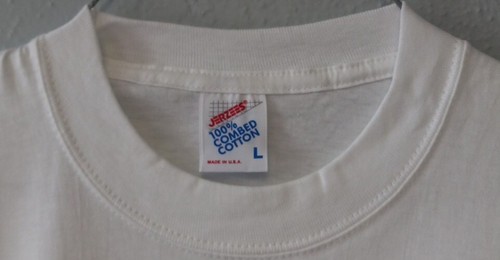 JERZEES
100%
COMBED
COTTON
L
MADE IN U.S.A.